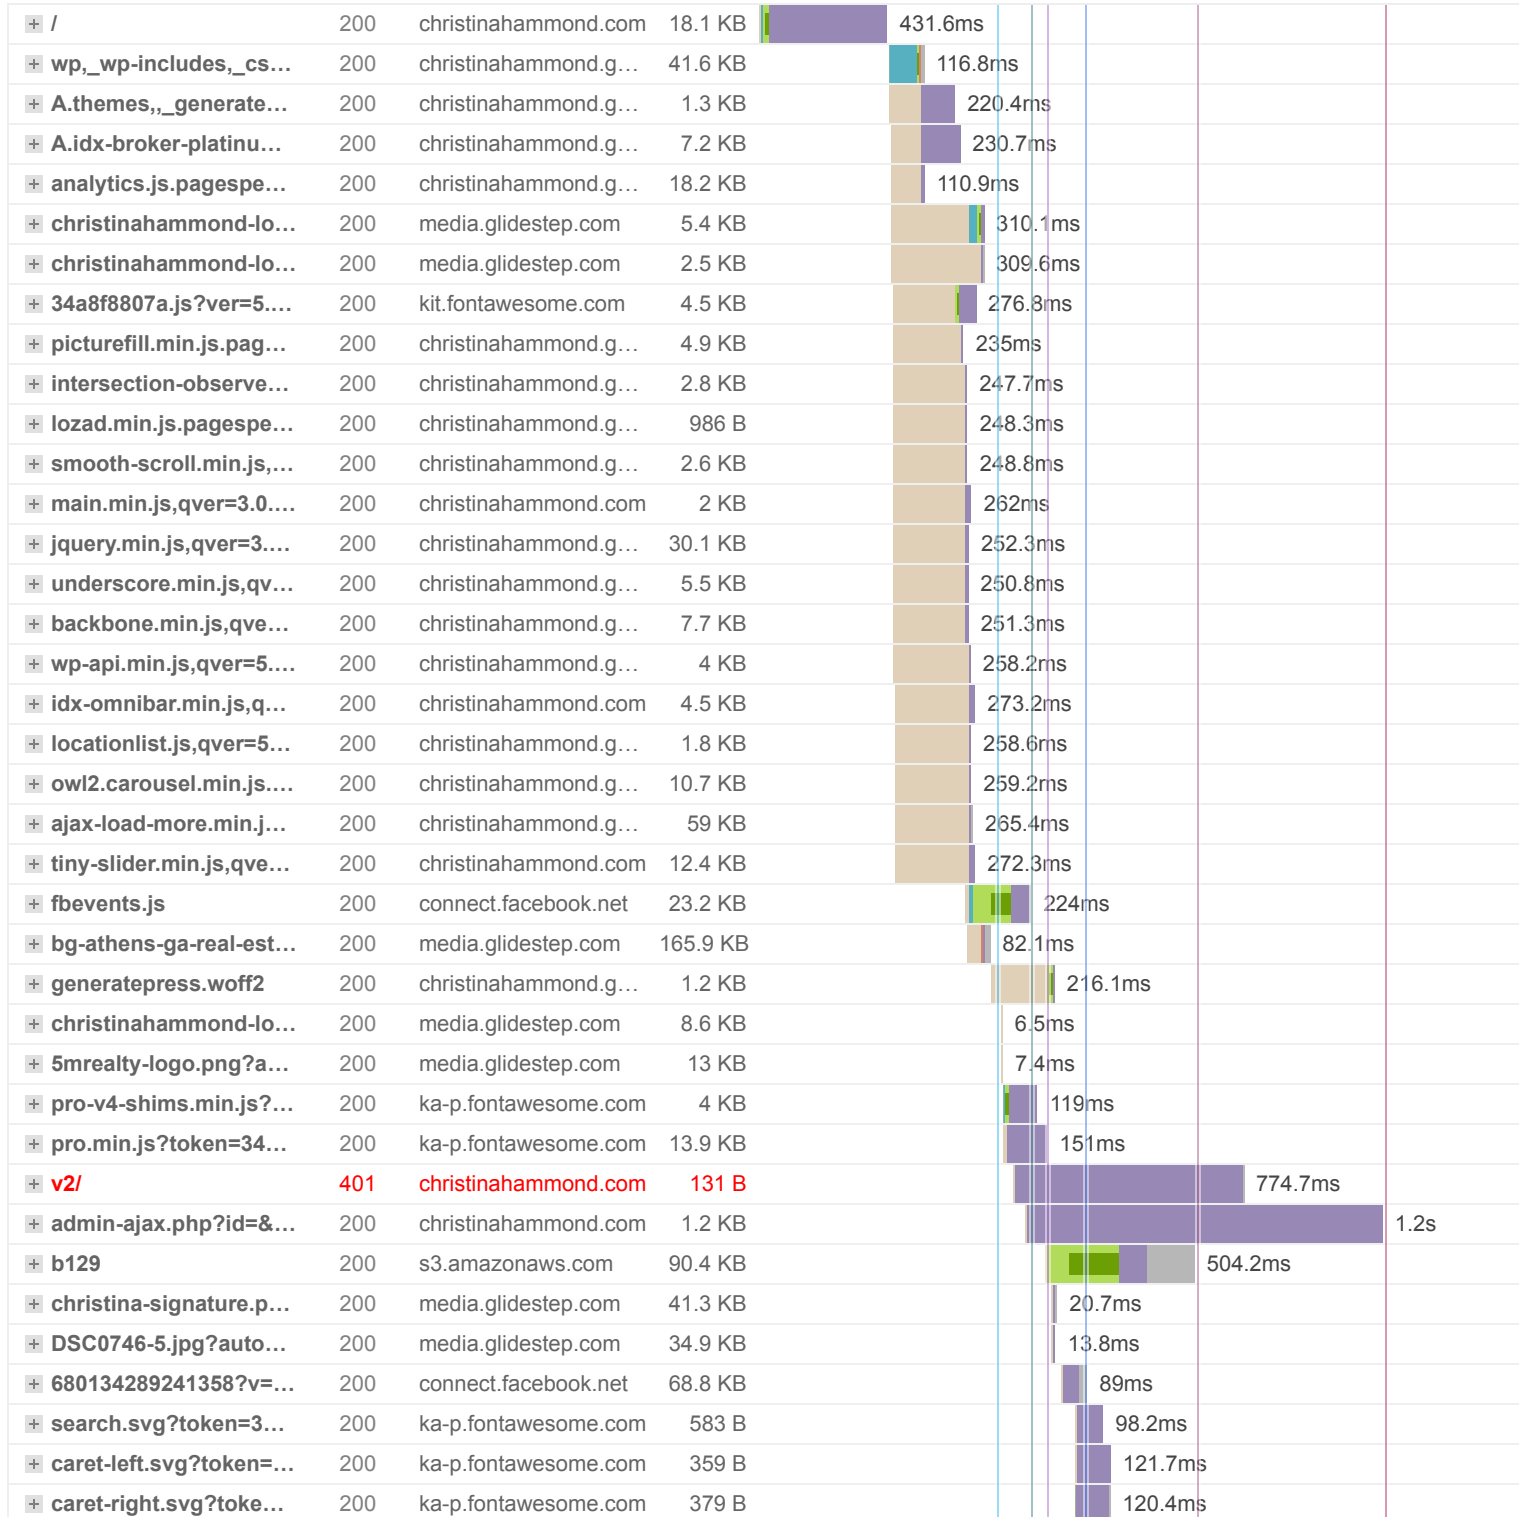 / 200 christinahammond.com 18.1 KB 431.6ms
wp,_wp-includes,_cs… 200 christinahammond.g… 41.6 KB 116.8ms
A.themes,,_generate… 200 christinahammond.g… 1.3 KB 220.4ms
A.idx-broker-platinu… 200 christinahammond.g… 7.2 KB 230.7ms
analytics.js.pagespe… 200 christinahammond.g… 18.2 KB 110.9ms
christinahammond-lo… 200 media.glidestep.com 5.4 KB 310.1ms
christinahammond-lo… 200 media.glidestep.com 2.5 KB 309.6ms
34a8f8807a.js?ver=5.… 200 kit.fontawesome.com 4.5 KB 276.8ms
picturefill.min.js.pag… 200 christinahammond.g… 4.9 KB 235ms
intersection-observe… 200 christinahammond.g… 2.8 KB 247.7ms
lozad.min.js.pagespe… 200 christinahammond.g… 986 B 248.3ms
smooth-scroll.min.js,… 200 christinahammond.g… 2.6 KB 248.8ms
main.min.js,qver=3.0.… 200 christinahammond.com 2 KB 262ms
jquery.min.js,qver=3.… 200 christinahammond.g… 30.1 KB 252.3ms
underscore.min.js,qv… 200 christinahammond.g… 5.5 KB 250.8ms
backbone.min.js,qve… 200 christinahammond.g… 7.7 KB 251.3ms
wp-api.min.js,qver=5.… 200 christinahammond.g… 4 KB 258.2ms
idx-omnibar.min.js,q… 200 christinahammond.com 4.5 KB 273.2ms
locationlist.js,qver=5… 200 christinahammond.g… 1.8 KB 258.6ms
owl2.carousel.min.js.… 200 christinahammond.g… 10.7 KB 259.2ms
ajax-load-more.min.j… 200 christinahammond.g… 59 KB 265.4ms
tiny-slider.min.js,qve… 200 christinahammond.com 12.4 KB 272.3ms
fbevents.js 200 connect.facebook.net 23.2 KB 224ms
bg-athens-ga-real-est… 200 media.glidestep.com 165.9 KB 82.1ms
generatepress.woff2 200 christinahammond.g… 1.2 KB 216.1ms
christinahammond-lo… 200 media.glidestep.com 8.6 KB 6.5ms
5mrealty-logo.png?a… 200 media.glidestep.com 13 KB 7.4ms
pro-v4-shims.min.js?… 200 ka-p.fontawesome.com 4 KB 119ms
pro.min.js?token=34… 200 ka-p.fontawesome.com 13.9 KB 151ms
v2/ 401 christinahammond.com 131 B 774.7ms
admin-ajax.php?id=&… 200 christinahammond.com 1.2 KB 1.2s
b129 200 s3.amazonaws.com 90.4 KB 504.2ms
christina-signature.p… 200 media.glidestep.com 41.3 KB 20.7ms
DSC0746-5.jpg?auto… 200 media.glidestep.com 34.9 KB 13.8ms
680134289241358?v=… 200 connect.facebook.net 68.8 KB 89ms
search.svg?token=3… 200 ka-p.fontawesome.com 583 B 98.2ms
caret-left.svg?token=… 200 ka-p.fontawesome.com 359 B 121.7ms
caret-right.svg?toke… 200 ka-p.fontawesome.com 379 B 120.4ms